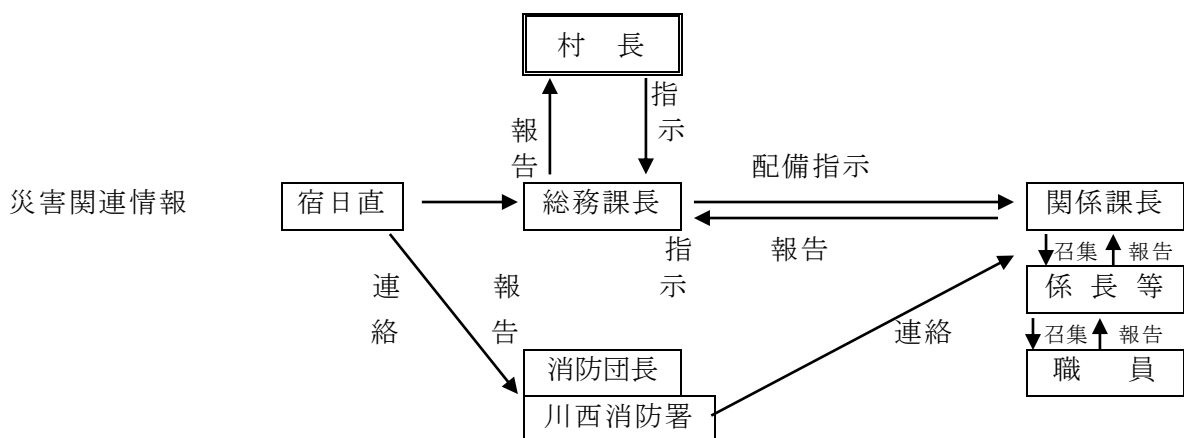 村　長
報告
指示
配備指示
災害関連情報
宿日直
総務課長
関係課長
指示
報告
召集
報告
連絡
報告
係 長 等
連絡
召集
報告
消防団長
職　員
川西消防署